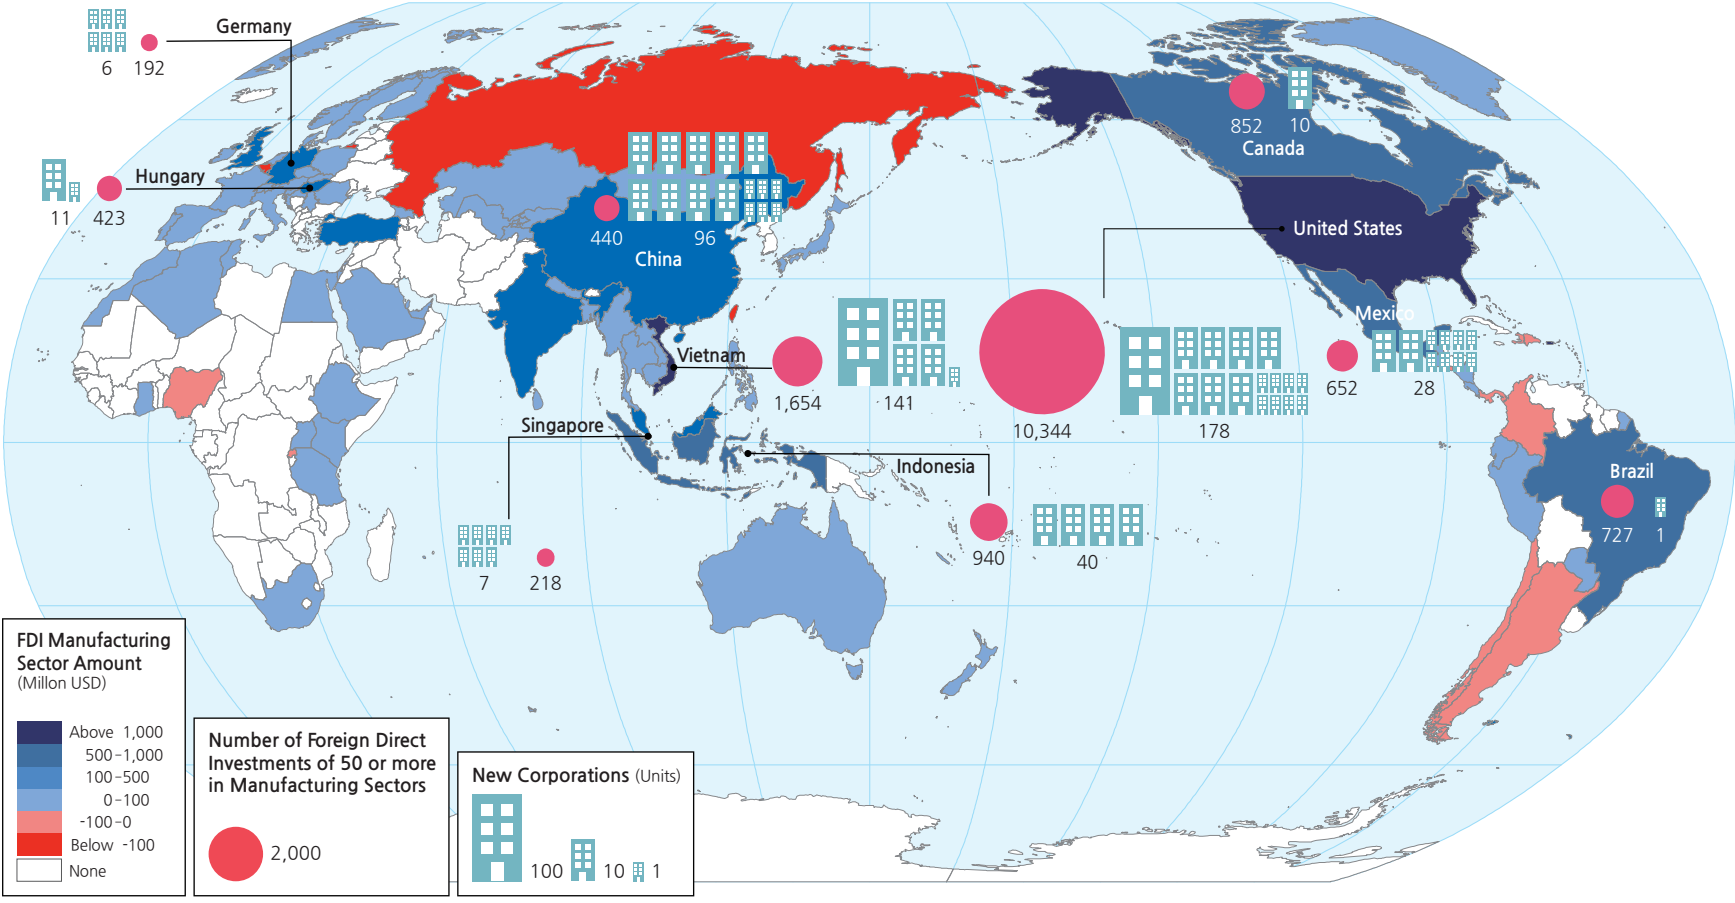 Germany
6 192
Hungary
11 423
440 96
China
852 10
Canada
United States
Mexico
652 28
Vietnam
1,654 141
10,344 178
Singapore
7 218
Indonesia
940 40
Brazil
727 1
FDI Manufacturing
Sector Amount
(Millon USD)
Above 1,000
500-1,000
100-500
0-100
-100-0
Below -100
None
Number of Foreign Direct
Investments of 50 or more
in Manufacturing Sectors
2,000
New Corporations (Units)
100 10 1